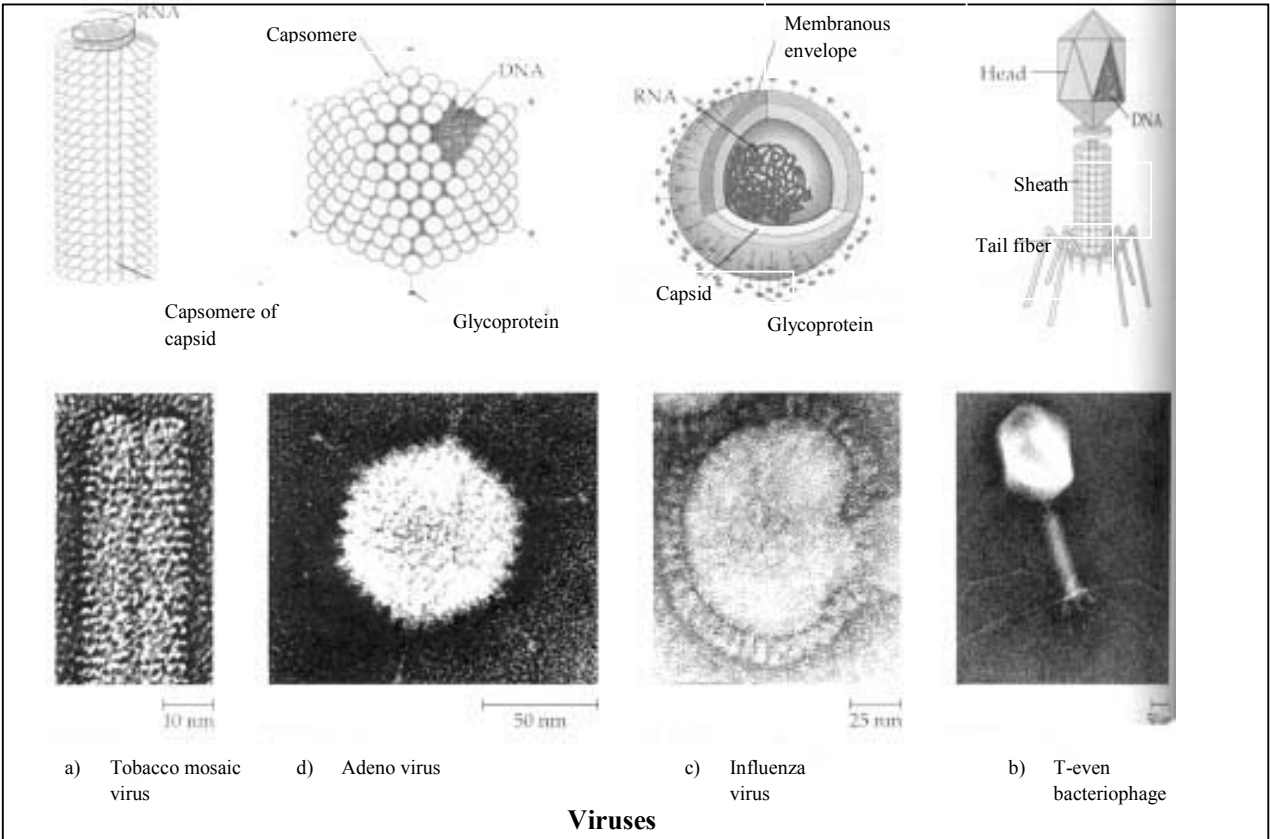 RNA
Capsomere
DNA
Capsomere of
capsid
Glycoprotein
Membranous
envelope
RNA
Capsid
Glycoprotein
Head
DNA
Sheath
Tail fiber
10 nm
50 nm
25 nm
a) Tobacco mosaic
virus
d) Adeno virus
c) Influenza
virus
b) T-even
bacteriophage
Viruses